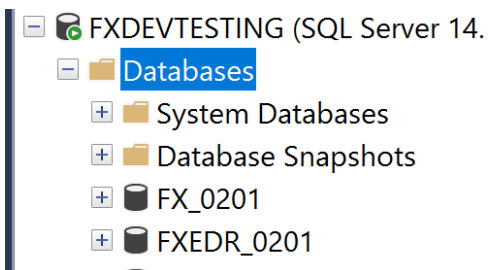 FXDEVTESTING (SQL Server 14.
Databases
System Databases
Database Snapshots
FX_0201
FXEDR_0201